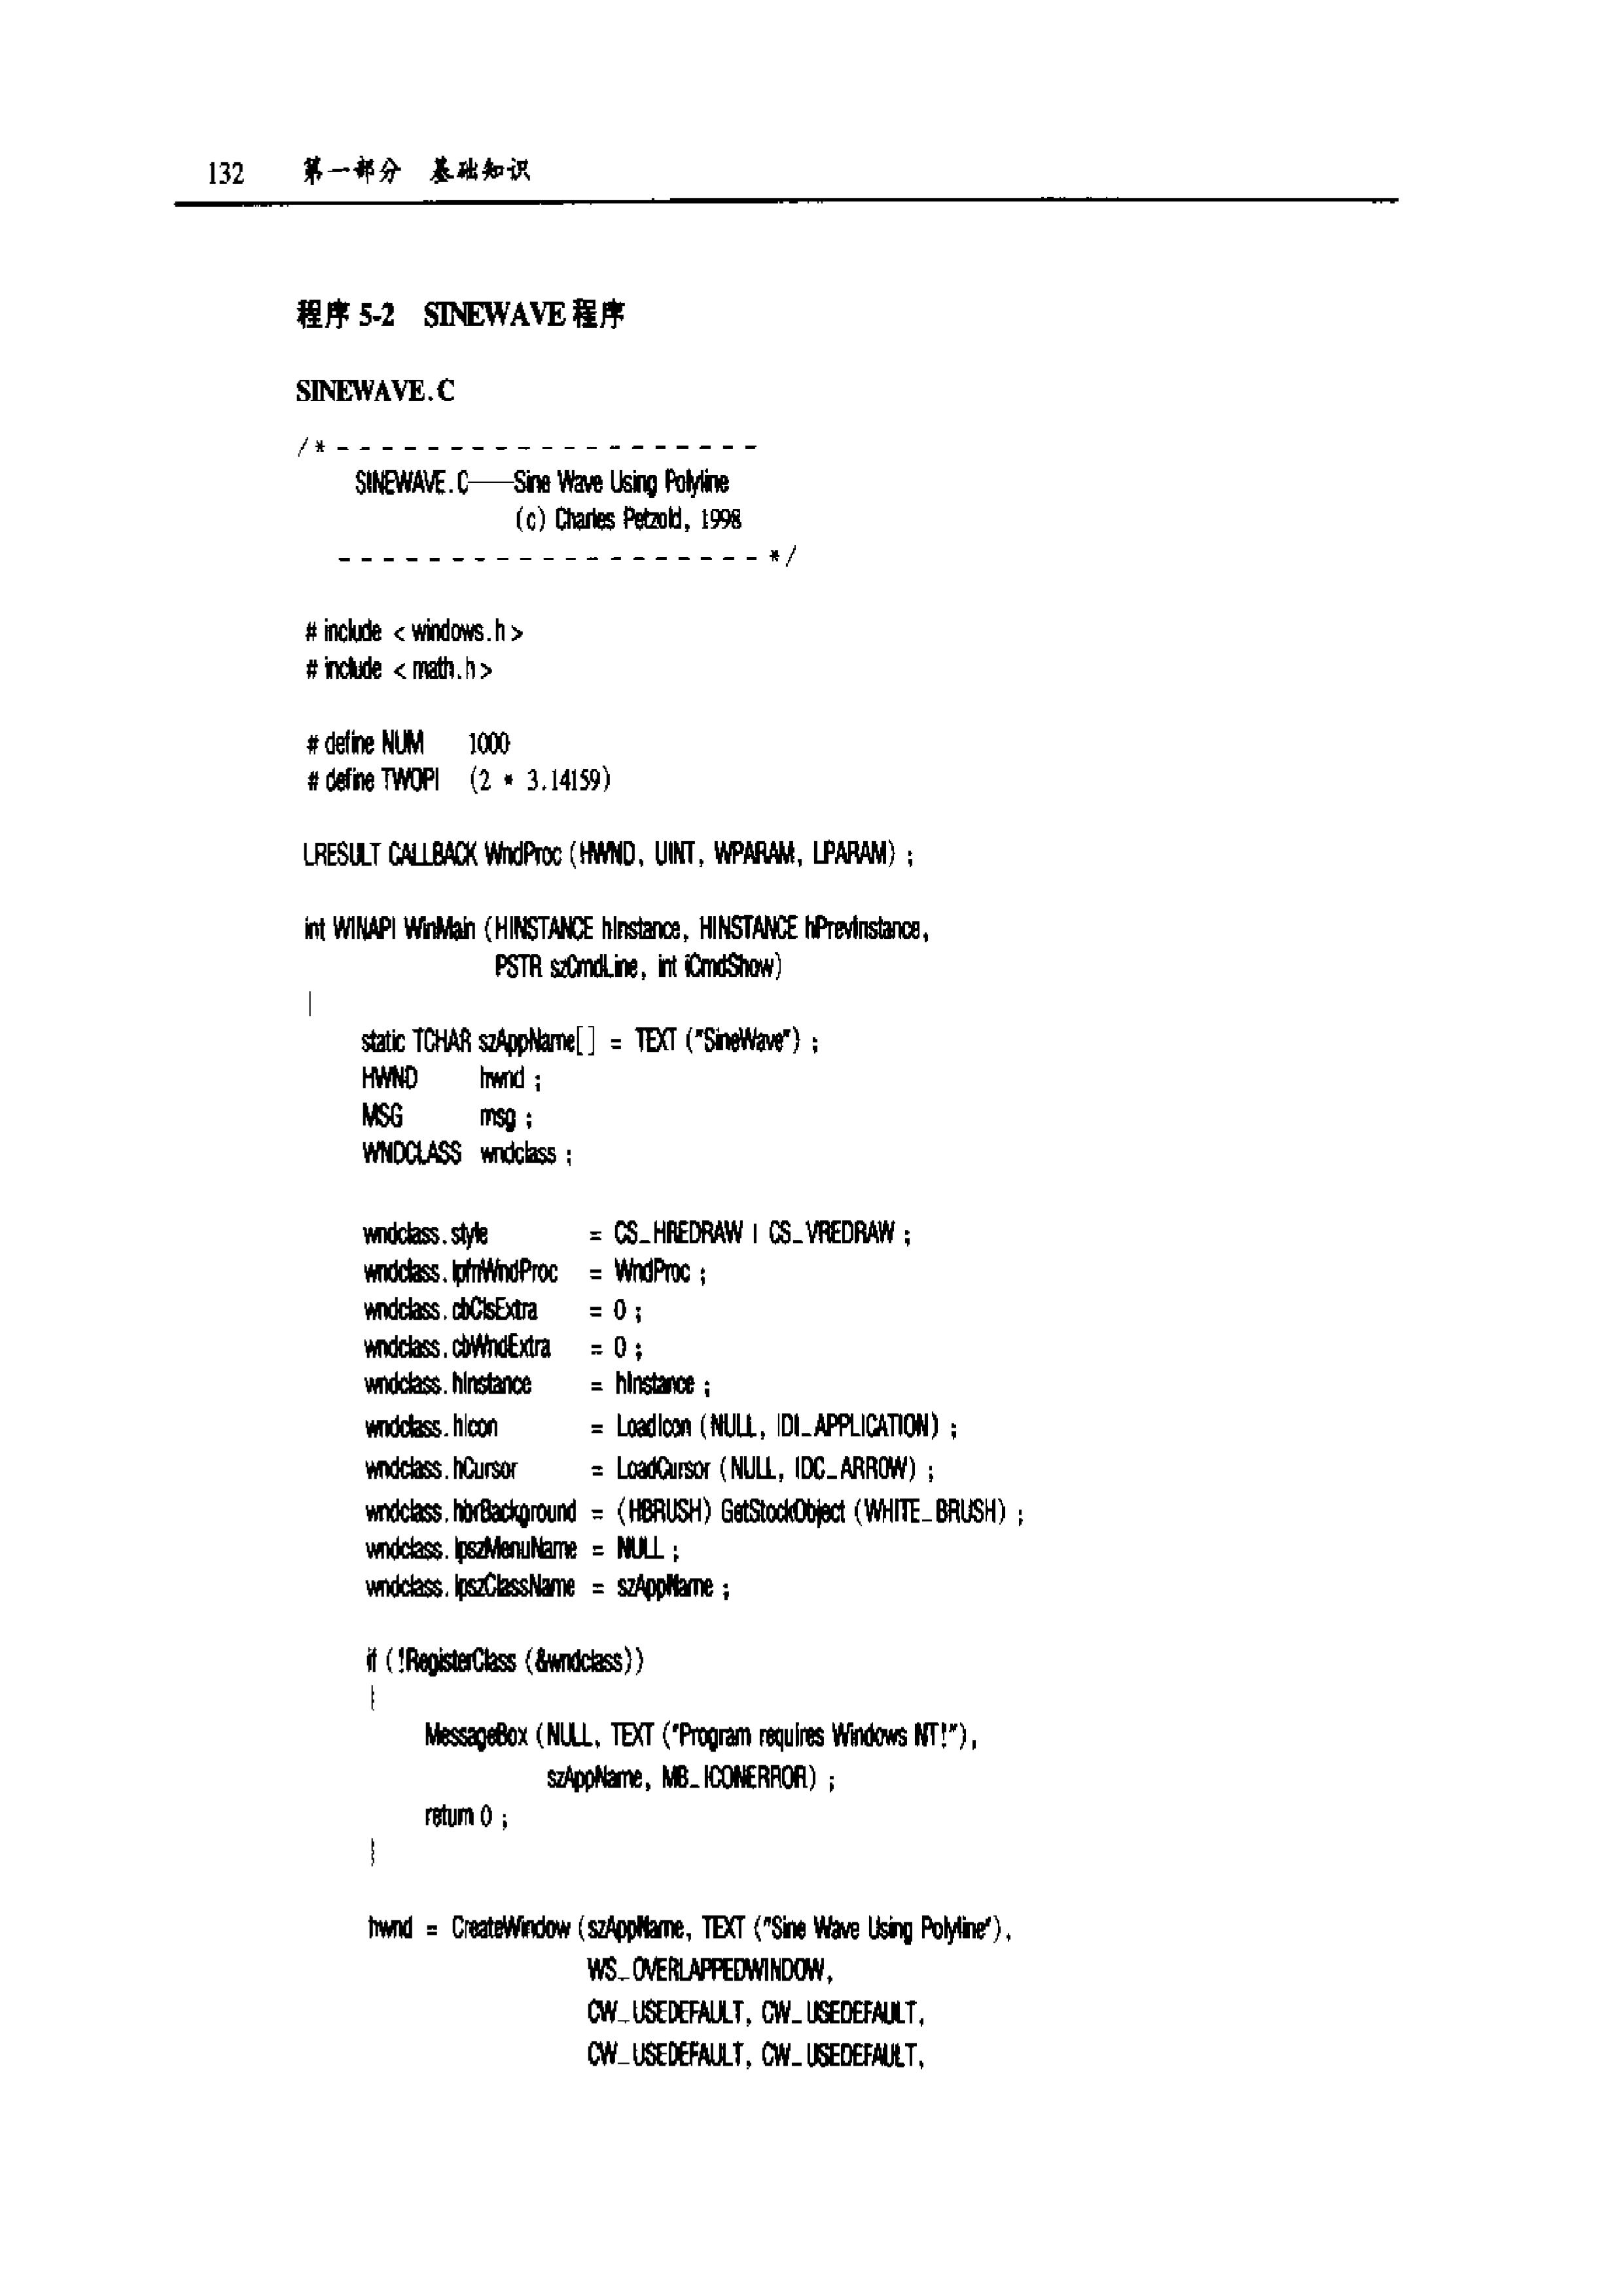 132 第一部分 基础知识
程序 5-2 SINEWAVE 程序
SINEWAVE.C
/* - - - - - - - - - - - - - - - - - - -
SINEWAVE.C——Sine Wave Using Polyline
(c) Charles Petzold, 1998
- - - - - - - - - - - - - - - - - - - */
# include < windows.h >
# include < math.h >
# define NUM 1000
# define TWOPI (2 * 3.14159)
LRESULT CALLBACK WndProc (HWND, UINT, WPARAM, LPARAM) ;
int WINAPI WinMain (HINSTANCE hInstance, HINSTANCE hPrevInstance,
PSTR szCmdLine, int iCmdShow)
{
static TCHAR szAppName[] = TEXT ("SineWave") ;
HWND hwnd ;
MSG msg ;
WNDCLASS wndclass ;
wndclass.style = CS_HREDRAW | CS_VREDRAW ;
wndclass.lpfnWndProc = WndProc ;
wndclass.cbClsExtra = 0 ;
wndclass.cbWndExtra = 0 ;
wndclass.hInstance = hInstance ;
wndclass.hIcon = LoadIcon (NULL, IDI_APPLICATION) ;
wndclass.hCursor = LoadCursor (NULL, IDC_ARROW) ;
wndclass.hbrBackground = (HBRUSH) GetStockObject (WHITE_BRUSH) ;
wndclass.lpszMenuName = NULL ;
wndclass.lpszClassName = szAppName ;
if (!RegisterClass (&wndclass))
{
MessageBox (NULL, TEXT ("Program requires Windows NT!"),
szAppName, MB_ICONERROR) ;
return 0 ;
}
hwnd = CreateWindow (szAppName, TEXT ("Sine Wave Using Polyline"),
WS_OVERLAPPEDWINDOW,
CW_USEDEFAULT, CW_USEDEFAULT,
CW_USEDEFAULT, CW_USEDEFAULT,